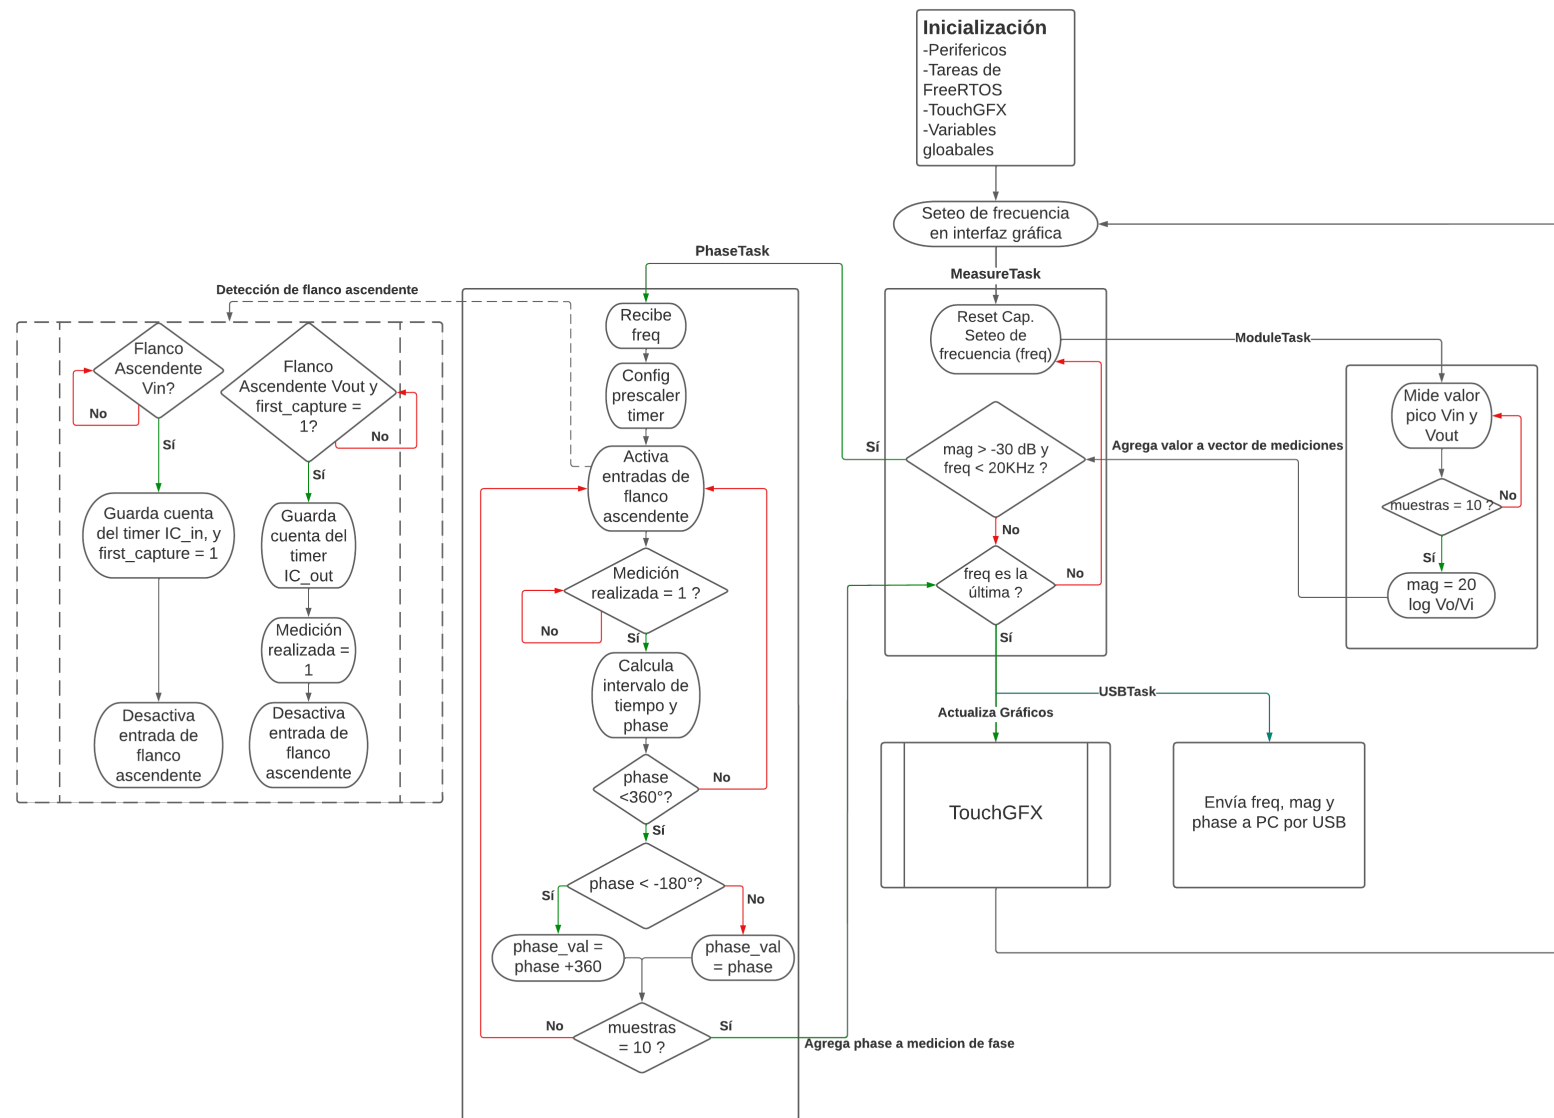 Inicialización
-Perifericos
-Tareas de
FreeRTOS
-TouchGFX
-Variables
gloabales
Seteo de frecuencia
en interfaz gráfica
MeasureTask
Reset Cap.
Seteo de
frecuencia (freq)
mag > -30 dB y
freq < 20KHz ?
Sí
No
freq es la
última ?
No
Sí
ModuleTask
Mide valor
pico Vin y
Vout
muestras = 10 ?
No
Sí
mag = 20
log Vo/Vi
Agrega valor a vector de mediciones
USBTask
Actualiza Gráficos
TouchGFX
Envía freq, mag y
phase a PC por USB
PhaseTask
Recibe
freq
Config
prescaler
timer
Activa
entradas de
flanco
ascendente
Medición
realizada = 1 ?
No
Sí
Calcula
intervalo de
tiempo y
phase
phase
<360°?
No
Sí
phase < -180°?
Sí
No
phase_val =
phase +360
phase_val
= phase
muestras
= 10 ?
No
Sí
Agrega phase a medicion de fase
Detección de flanco ascendente
Flanco
Ascendente
Vin?
No
Sí
Guarda cuenta
del timer IC_in, y
first_capture = 1
Desactiva
entrada de
flanco
ascendente
Flanco
Ascendente Vout y
first_capture =
1?
No
Sí
Guarda
cuenta del
timer
IC_out
Medición
realizada =
1
Desactiva
entrada de
flanco
ascendente